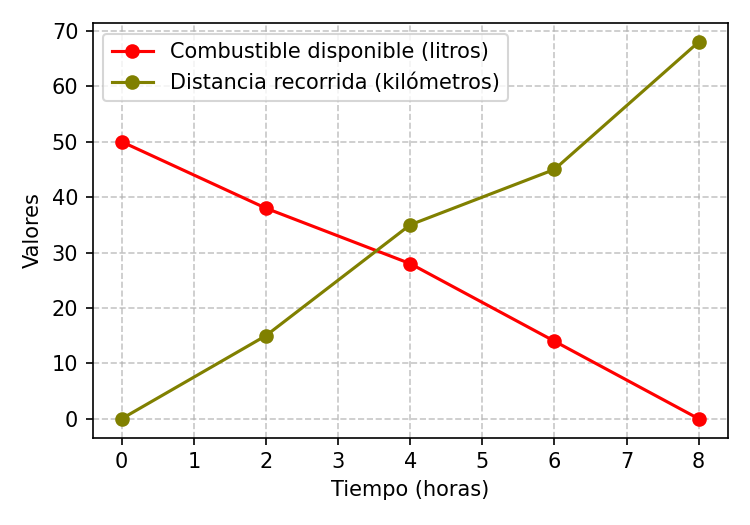 70
60
50
40
30
20
10
0
Valores
Combustible disponible (litros)
Distancia recorrida (kilómetros)
0 1 2 3 4 5 6 7 8
Tiempo (horas)